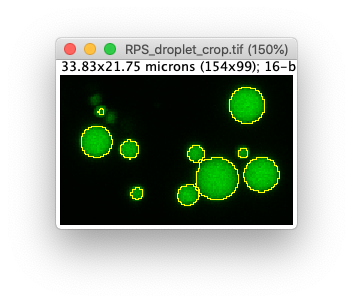 RPS_droplet_crop.tif (150%)
33.83x21.75 microns (154x99); 16-b